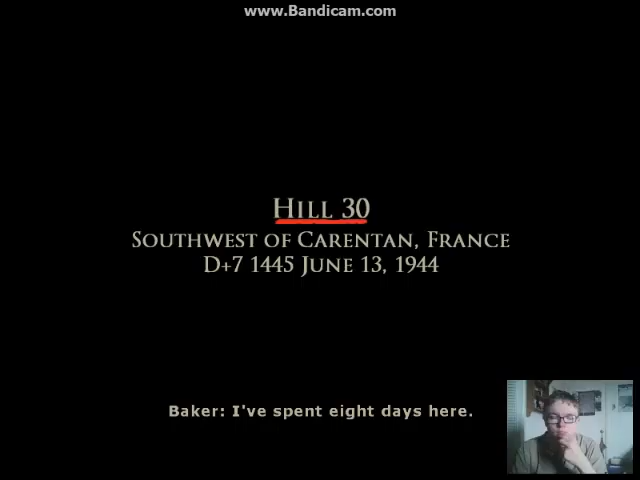 www.Bandicam.com
HILL 30
SOUTHWEST OF CARENTAN, FRANCE
D+7 1445 JUNE 13, 1944
Baker: I've spent eight days here.